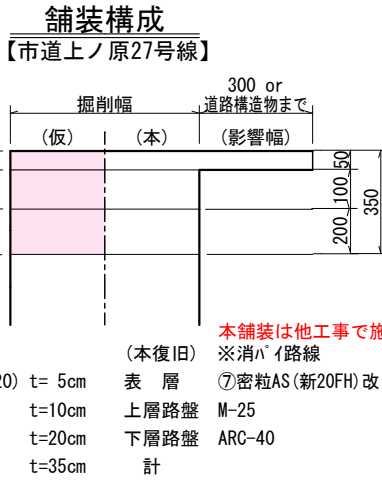 舗装構成
【市道上ノ原27号線】
300 or
掘削幅 道路構造物まで
(仮) (本) (影響幅)
50
100
200
350
本舗装は他工事で施
(本復旧) ※消パイ路線
20) t= 5cm 表 層 ⑦密粒AS(新20FH)改
t=10cm 上層路盤 M-25
t=20cm 下層路盤 ARC-40
t=35cm 計